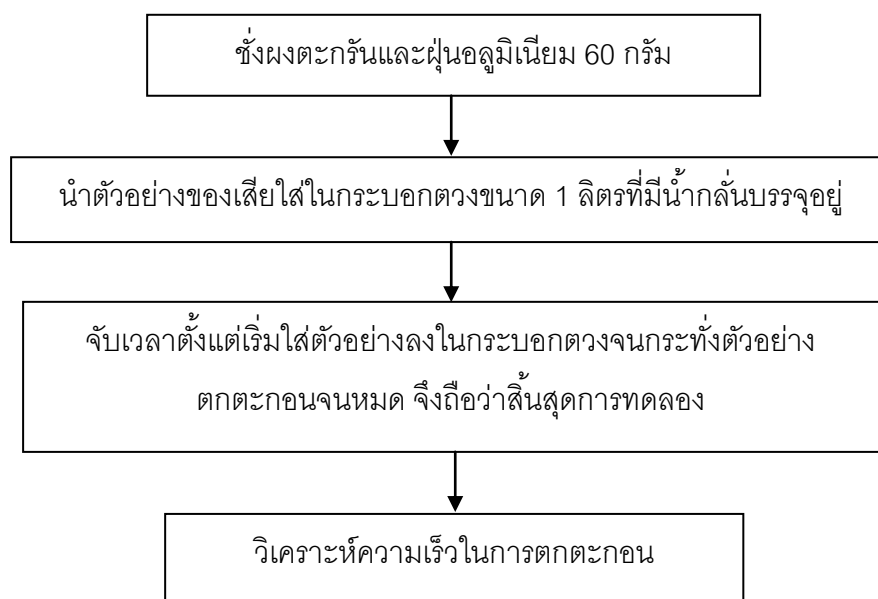 ชั่งผงตะกรันและฝุ่นอลูมิเนียม 60 กรัม
นำตัวอย่างของเสียใส่ในกระบอกตวงขนาด 1 ลิตรที่มีน้ำกลั่นบรรจุอยู่
จับเวลาตั้งแต่เริ่มใส่ตัวอย่างลงในกระบอกตวงจนกระทั่งตัวอย่าง
ตกตะกอนจนหมด จึงถือว่าสิ้นสุดการทดลอง
วิเคราะห์ความเร็วในการตกตะกอน